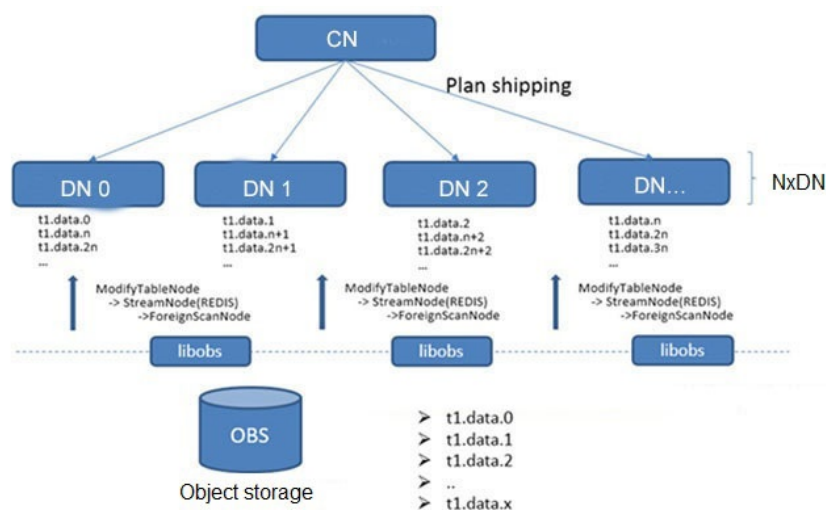 CN
Plan shipping
DN 0
DN 1
DN 2
DN...
NxDN
t1.data.0
t1.data.n
t1.data.2n
...
t1.data.1
t1.data.n+1
t1.data.2n+1
...
t1.data.2
t1.data.n+2
t1.data.2n+2
...
t1.data.n
t1.data.2n
t1.data.3n
...
ModifyTableNode
-> StreamNode(REDIS)
->ForeignScanNode
ModifyTableNode
-> StreamNode(REDIS)
->ForeignScanNode
ModifyTableNode
-> StreamNode(REDIS)
->ForeignScanNode
libobs
libobs
libobs
OBS
Object storage
➢ t1.data.0
➢ t1.data.1
➢ t1.data.2
➢ ..
➢ t1.data.x